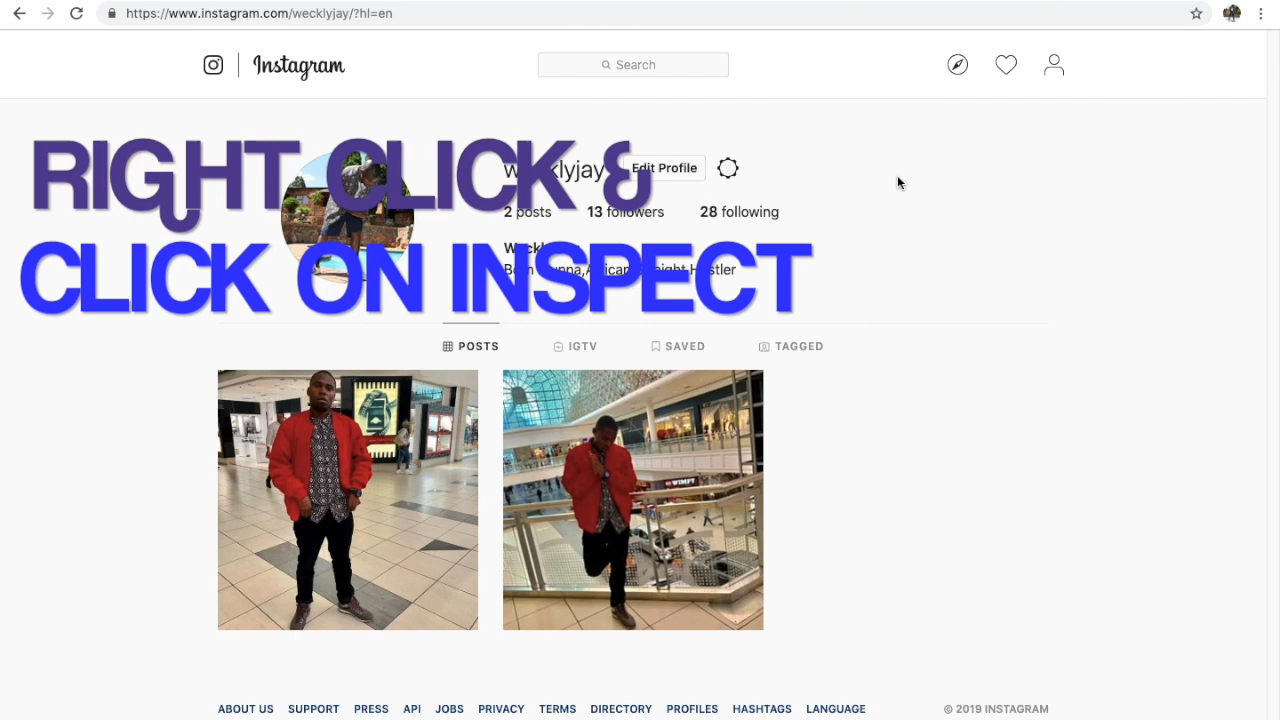 https://www.instagram.com/wecklyjay/?hl=en
Instagram
Search
RIGHT CLICK &
wecklyjay
Edit Profile
2 posts 13 followers 28 following
CLICK ON INSPECT
POSTS IGTV SAVED TAGGED
WIMPY
ABOUT US SUPPORT PRESS API JOBS PRIVACY TERMS DIRECTORY PROFILES HASHTAGS LANGUAGE
© 2019 INSTAGRAM